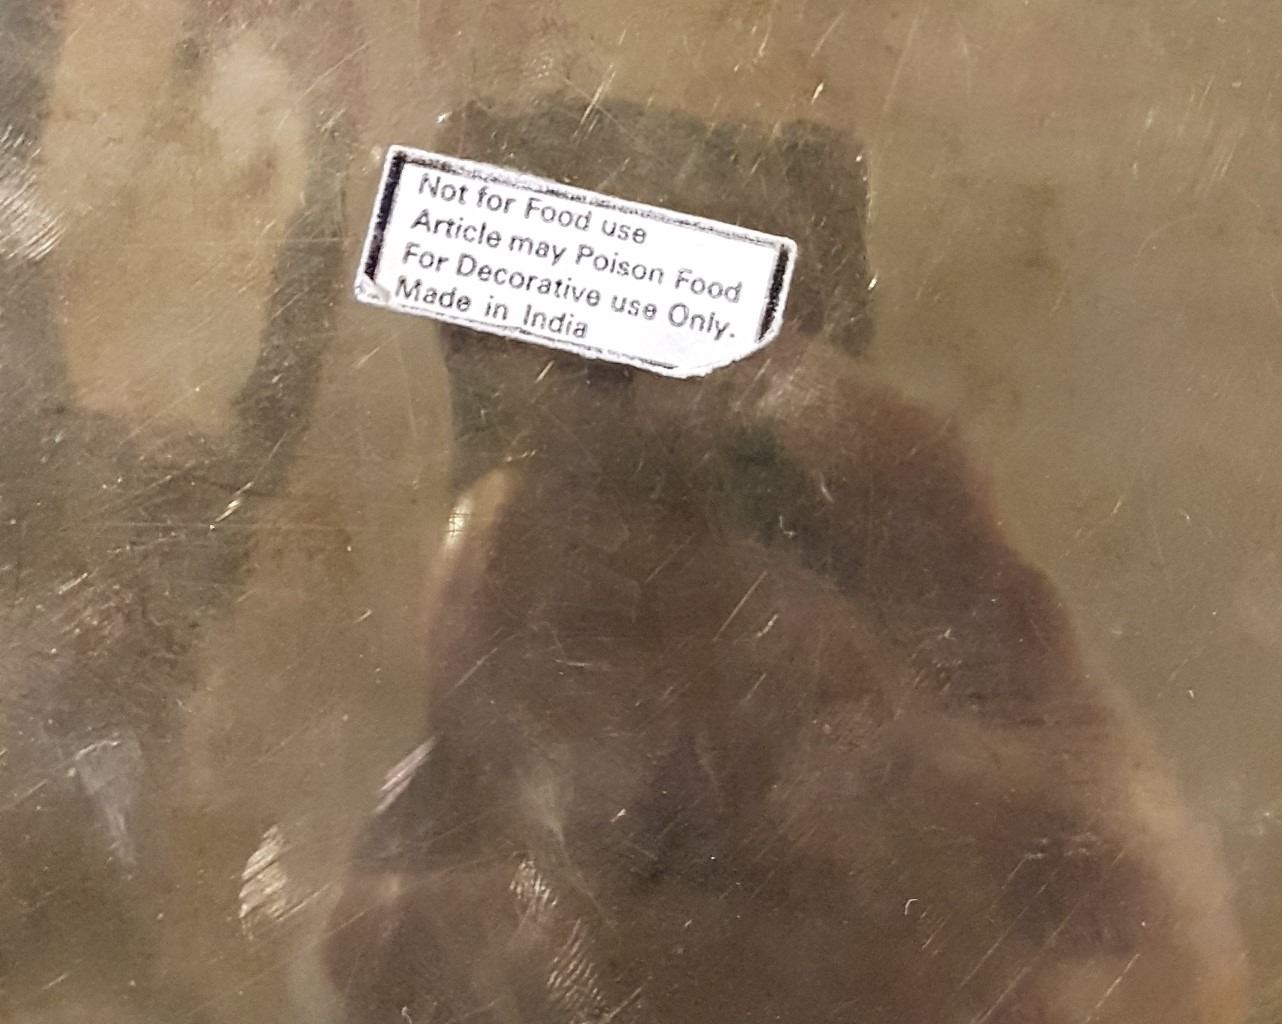 Not for Food use
Article may Poison Food
For Decorative use Only.
Made in India